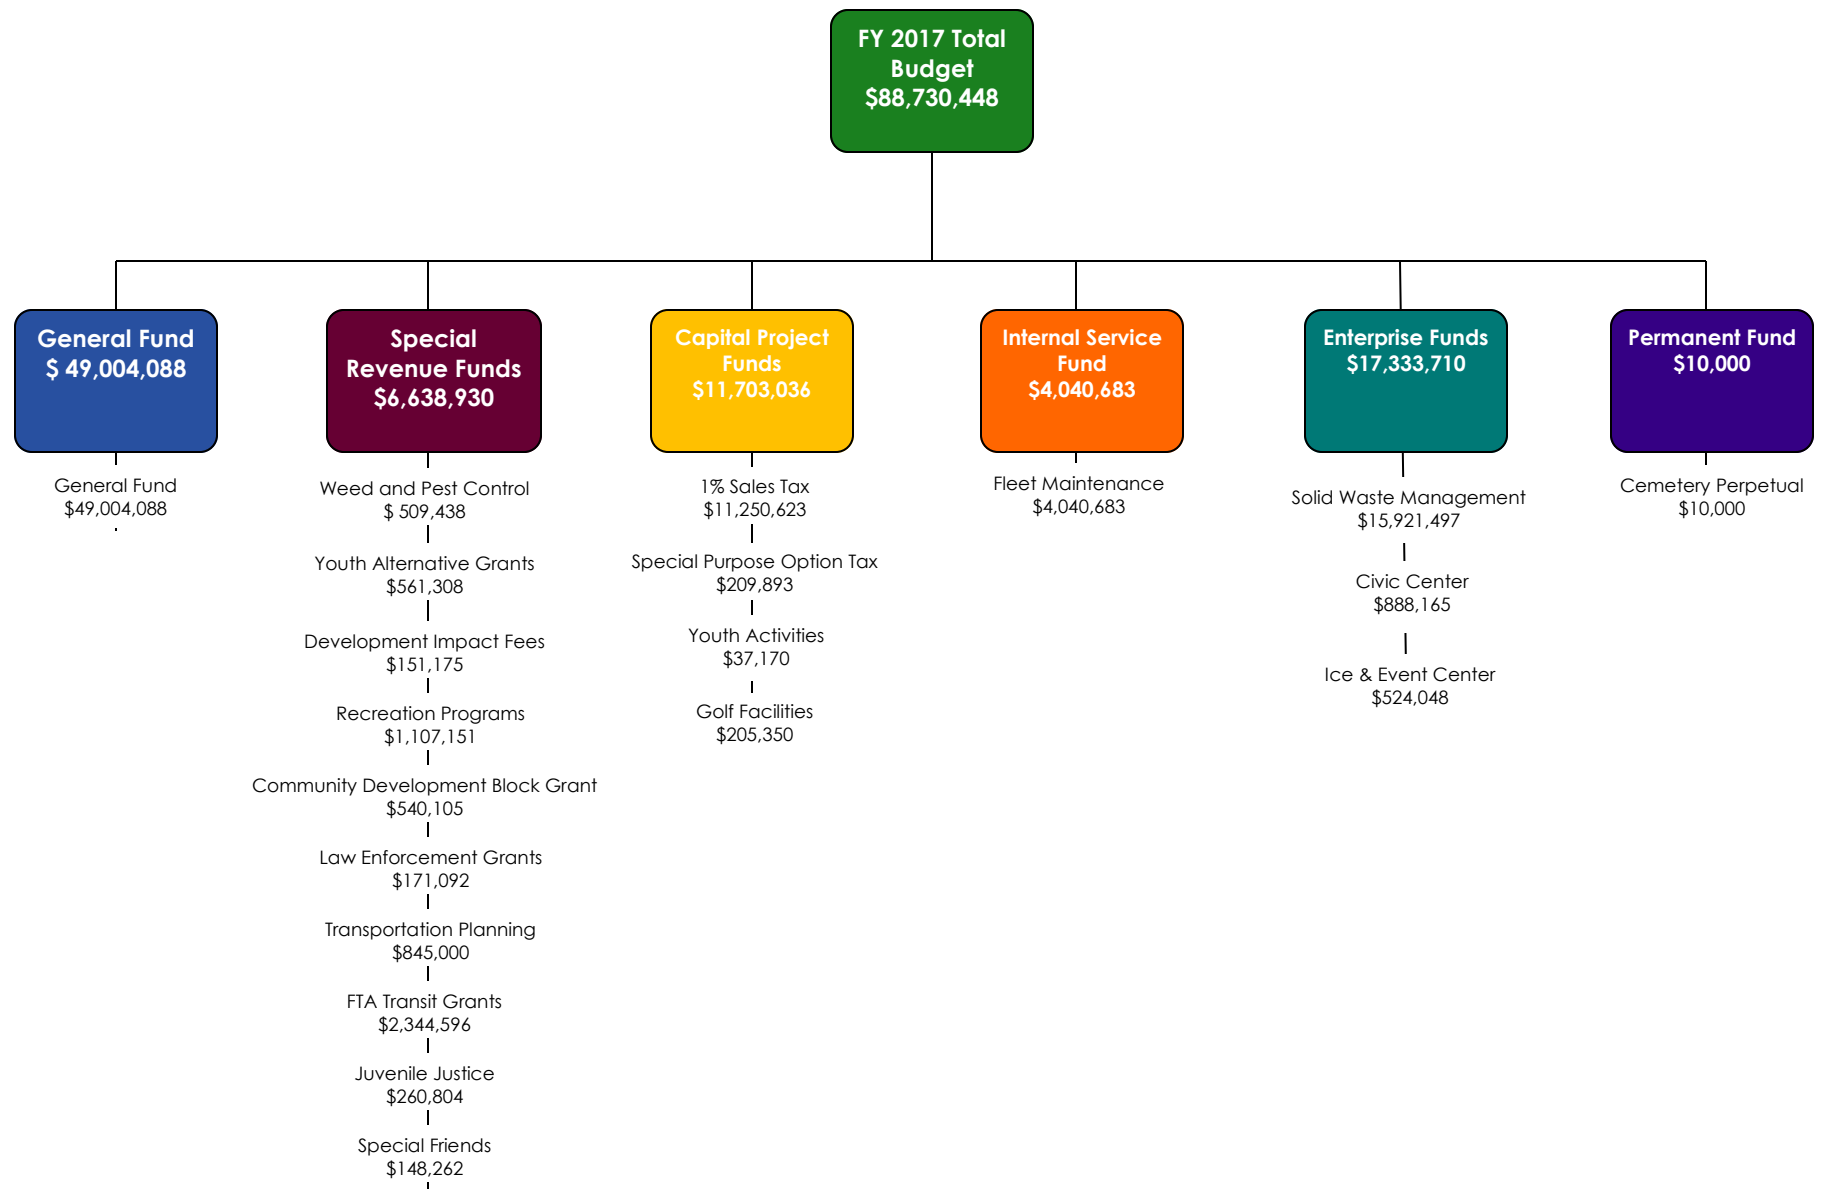 FY 2017 Total
Budget
$88,730,448
General Fund
$ 49,004,088
General Fund
$49,004,088
Special
Revenue Funds
$6,638,930
Weed and Pest Control
$ 509,438
Youth Alternative Grants
$561,308
Development Impact Fees
$151,175
Recreation Programs
$1,107,151
Community Development Block Grant
$540,105
Law Enforcement Grants
$171,092
Transportation Planning
$845,000
FTA Transit Grants
$2,344,596
Juvenile Justice
$260,804
Special Friends
$148,262
Capital Project
Funds
$11,703,036
1% Sales Tax
$11,250,623
Special Purpose Option Tax
$209,893
Youth Activities
$37,170
Golf Facilities
$205,350
Internal Service
Fund
$4,040,683
Fleet Maintenance
$4,040,683
Enterprise Funds
$17,333,710
Solid Waste Management
$15,921,497
Civic Center
$888,165
Ice & Event Center
$524,048
Permanent Fund
$10,000
Cemetery Perpetual
$10,000